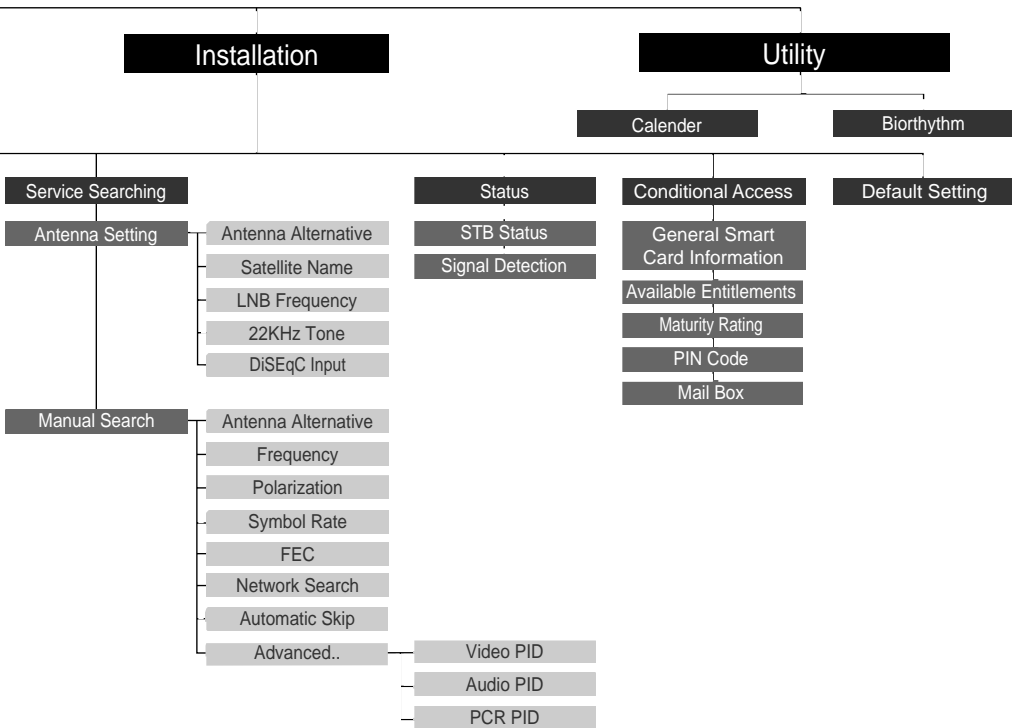 Installation
Utility
Calender
Biorthythm
Service Searching
Status
Conditional Access
Default Setting
Antenna Setting
Antenna Alternative
Satellite Name
LNB Frequency
22KHz Tone
DiSEqC Input
STB Status
Signal Detection
General Smart
Card Information
Available Entitlements
Maturity Rating
PIN Code
Mail Box
Manual Search
Antenna Alternative
Frequency
Polarization
Symbol Rate
FEC
Network Search
Automatic Skip
Advanced..
Video PID
Audio PID
PCR PID